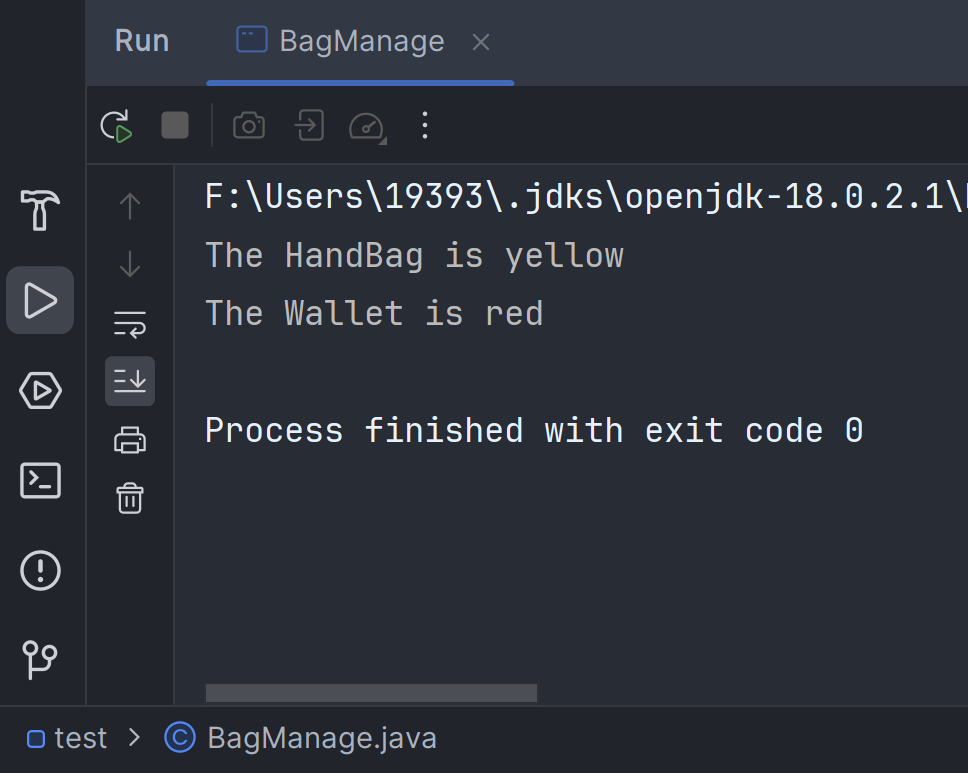 Run BagManage
F:\Users\19393\.jdks\openjdk-18.0.2.1\
The HandBag is yellow
The Wallet is red
Process finished with exit code 0
test > BagManage.java